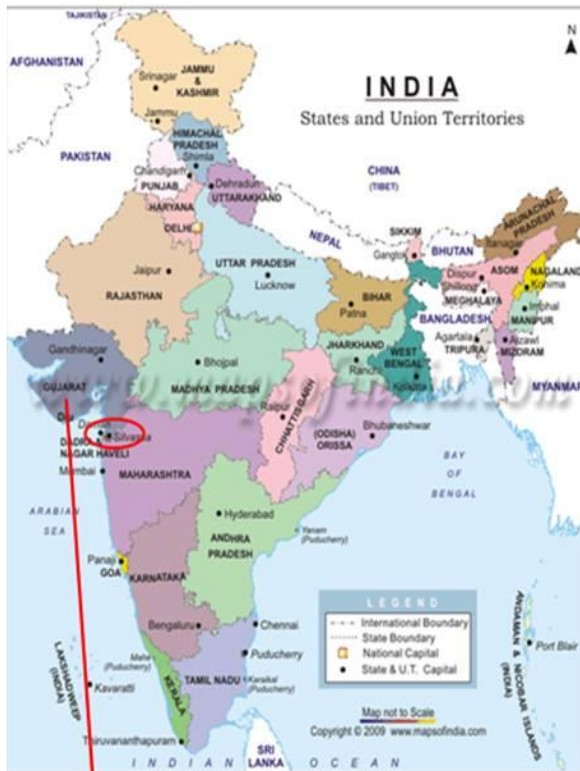 TAJIKISTAN
AFGHANISTAN
JAMMU
&
KASHMIR
Srinagar
Jammu
N
INDIA
States and Union Territories
HIMACHAL
PRADESH
Shimla
PAKISTAN
Chandigarh
PUNJAB
Dehradun
UTTARAKHAND
CHINA
(TIBET)
HARYANA
DELHI
ARUNACHAL
PRADESH
Itanagar
NEPAL
SIKKIM
Gangtok
BHUTAN
UTTAR PRADESH
Lucknow
Jaipur
RAJASTHAN
Dispur
ASOM
NAGALAND
Kohima
Shillong
MEGHALAYA
BIHAR
Patna
Imphal
MANIPUR
BANGLADESH
Agartala
TRIPURA
Aizawl
MIZORAM
Gandhinagar
GUJARAT
Bhojpal
MADHYA PRADESH
JHARKHAND
Ranchi
WEST
BENGAL
Kolkata
MYANMAR
www.mapsofindia.com
CHHATTISGARH
Raipur
Silvassa
DADRA &
NAGAR HAVELI
Mumbai
MAHARASHTRA
(ODISHA)
ORISSA
Bhubaneshwar
BAY
OF
BENGAL
ARABIAN
SEA
Hyderabad
ANDHRA
PRADESH
Yanam
(Puducherry)
Panaji
GOA
KARNATAKA
Bengaluru
Chennai
Puducherry
Mahe
(Puducherry)
Karaikal
(Puducherry)
TAMIL NADU
KERALA
LAKSHADWEEP
(INDIA)
Kavaratti
Thiruvananthapuram
SRI
LANKA
INDIAN OCEAN
LEGEND
International Boundary
State Boundary
National Capital
State & U.T. Capital
Map not to Scale
Copyright © 2009 www.mapsofindia.com
ANDAMAN & NICOBAR ISLANDS
(INDIA)
Port Blair